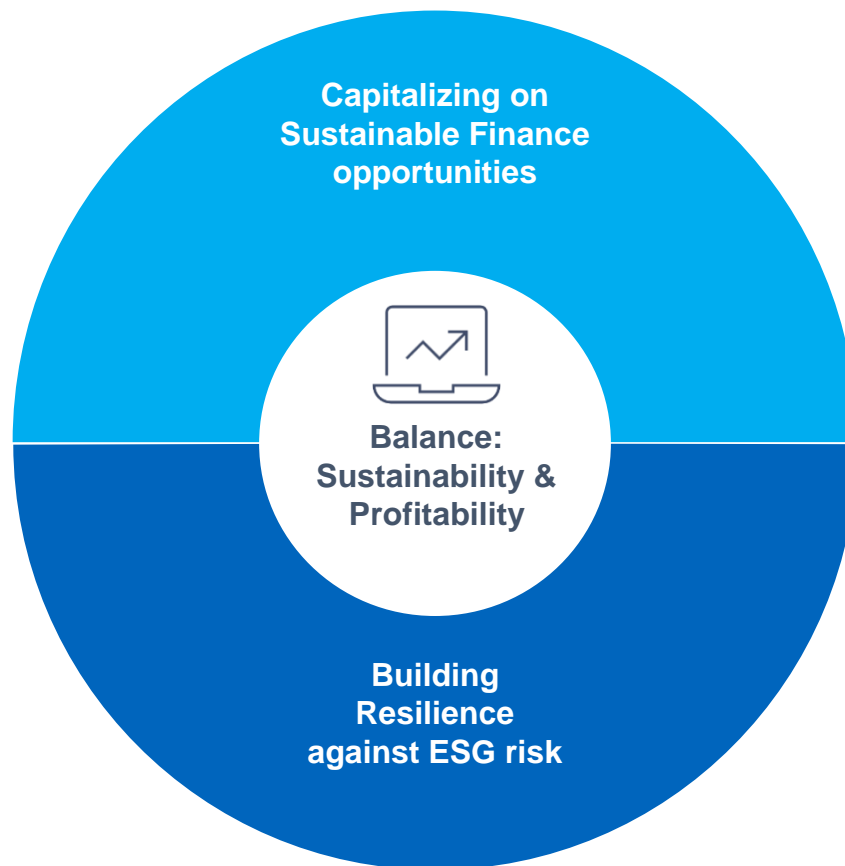 Capitalizing on
Sustainable Finance
opportunities
Balance:
Sustainability &
Profitability
Building
Resilience
against ESG risk